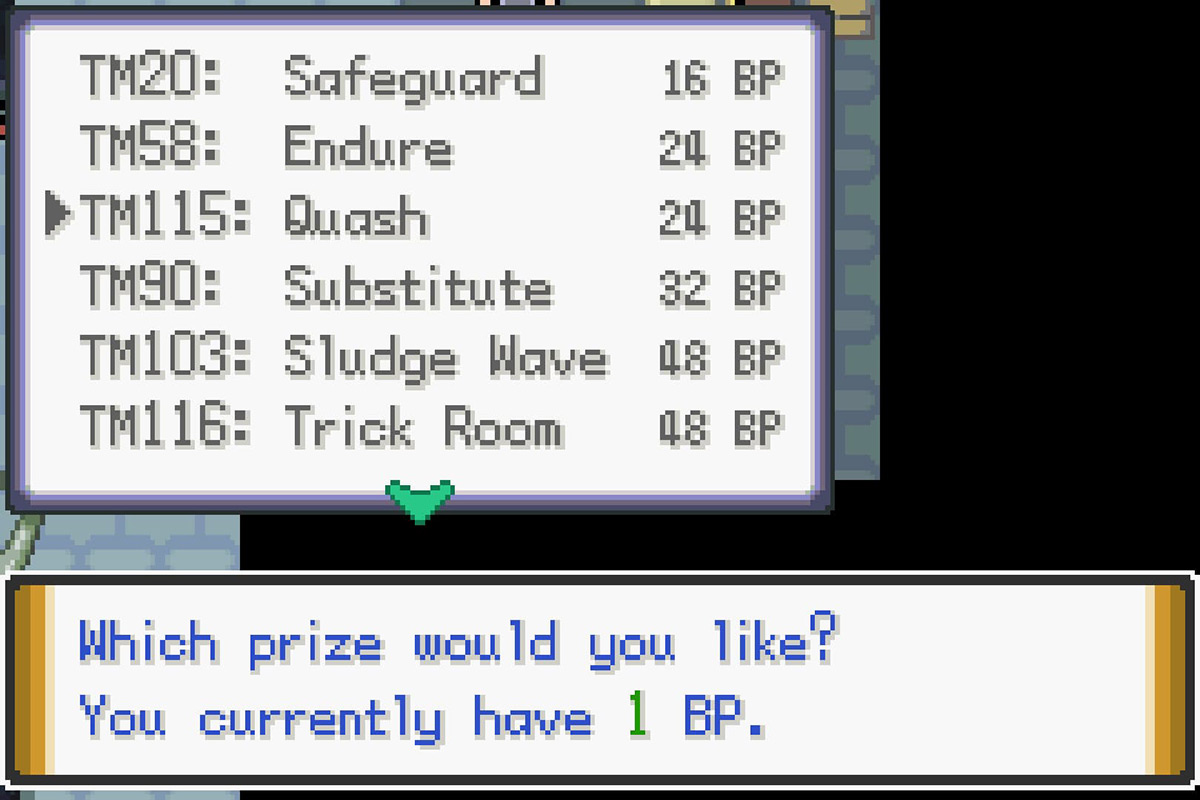 TM20: Safeguard 16 BP
TM58: Endure 24 BP
TM115: Quash 24 BP
TM90: Substitute 32 BP
TM103: Sludge Wave 48 BP
TM116: Trick Room 48 BP
Which prize would you like?
You currently have 1 BP.